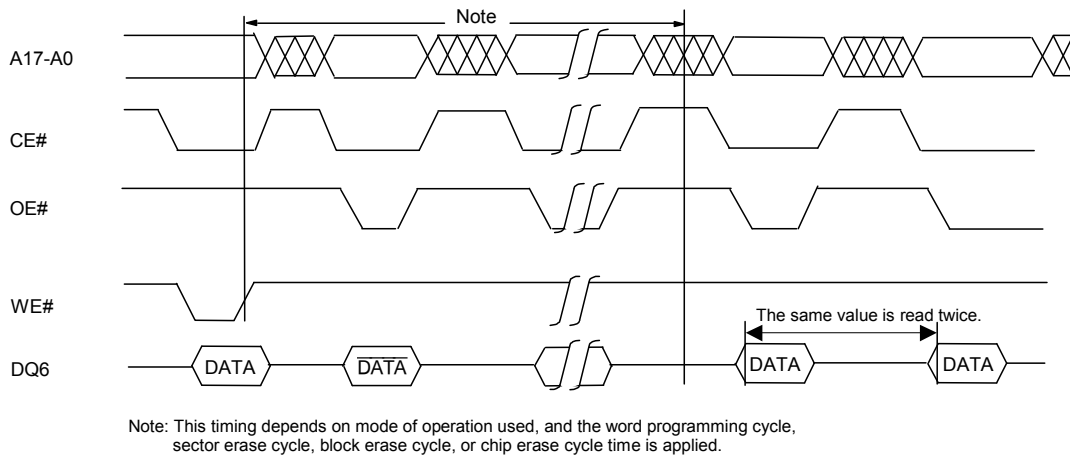 Note
A17-A0
CE#
OE#
WE#
The same value is read twice.
DQ6
DATA
DATA
DATA
DATA
Note: This timing depends on mode of operation used, and the word programming cycle,
sector erase cycle, block erase cycle, or chip erase cycle time is applied.